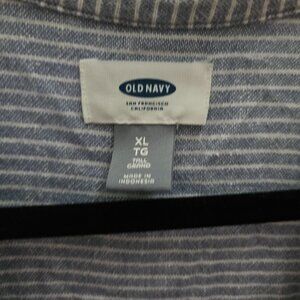 OLD NAVY
SAN FRANCISCO
CALIFORNIA
XL
TG
TALL
GRAND
MADE IN
INDONESIA